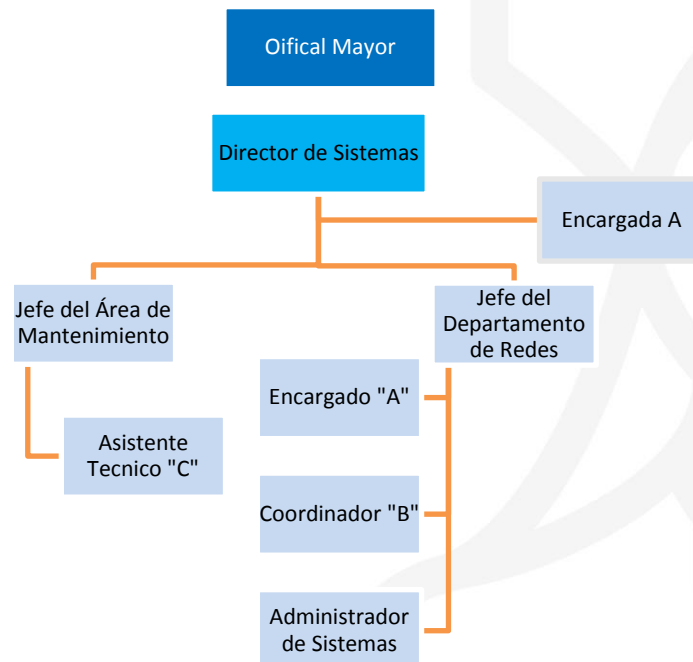 Oifical Mayor
Director de Sistemas
Encargada A
Jefe del Área de
Mantenimiento
Jefe del
Departamento
de Redes
Encargado "A"
Asistente
Tecnico "C"
Coordinador "B"
Administrador
de Sistemas